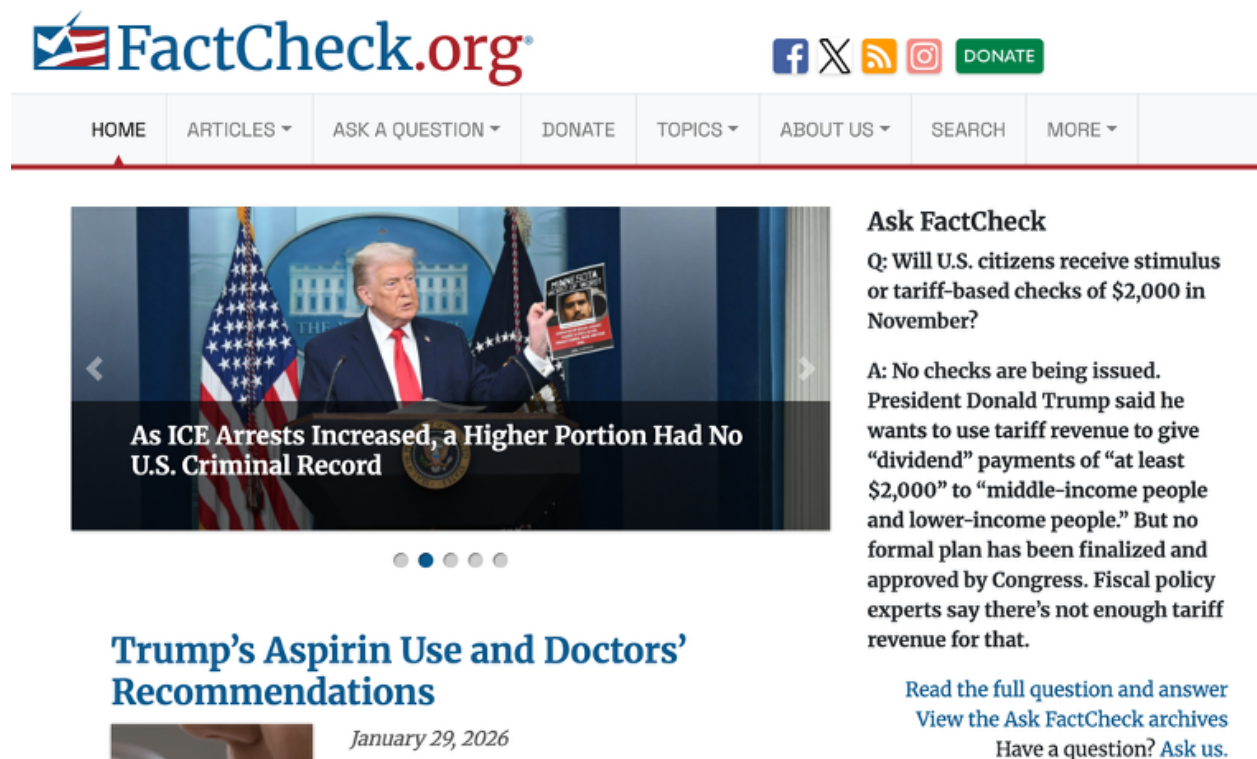 FactCheck.org®
DONATE
HOME
ARTICLES
ASK A QUESTION
DONATE
TOPICS
ABOUT US
SEARCH
MORE
MINNESOTA
As ICE Arrests Increased, a Higher Portion Had No
U.S. Criminal Record
Trump’s Aspirin Use and Doctors’
Recommendations
January 29, 2026
Ask FactCheck
Q: Will U.S. citizens receive stimulus
or tariff-based checks of $2,000 in
November?
A: No checks are being issued.
President Donald Trump said he
wants to use tariff revenue to give
“dividend” payments of “at least
$2,000” to “middle-income people
and lower-income people.” But no
formal plan has been finalized and
approved by Congress. Fiscal policy
experts say there’s not enough tariff
revenue for that.
Read the full question and answer
View the Ask FactCheck archives
Have a question? Ask us.